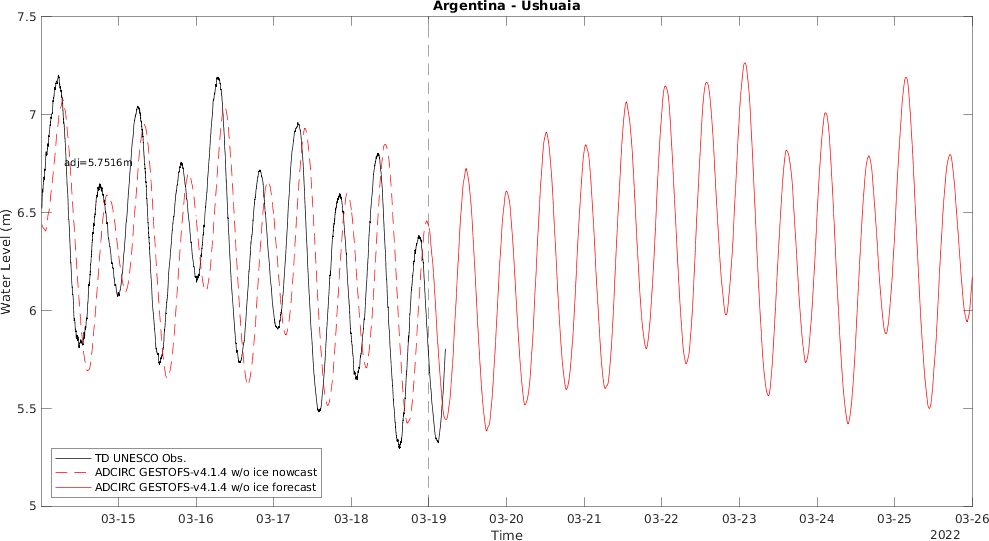 Argentina - Ushuaia
7.5
7
6.5
6
5.5
5
Water Level (m)
adj=5.7516m
TD UNESCO Obs.
ADCIRC GESTOFS-v4.1.4 w/o ice nowcast
ADCIRC GESTOFS-v4.1.4 w/o ice forecast
03-15 03-16 03-17 03-18 03-19 03-20 03-21 03-22 03-23 03-24 03-25 03-26
Time
2022